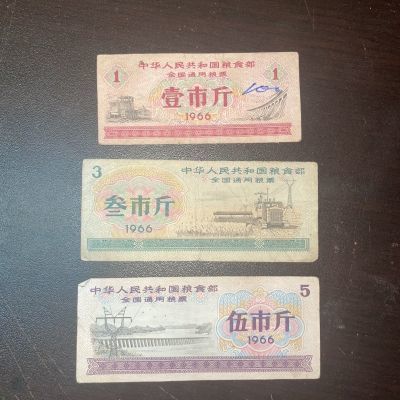 中华人民共和国粮食部
1 全国通用粮票 1
壹市斤
1966
3 中华人民共和国粮食部
全国通用粮票
叁市斤
1966
中华人民共和国粮食部
全国通用粮票 5
伍市斤
1966